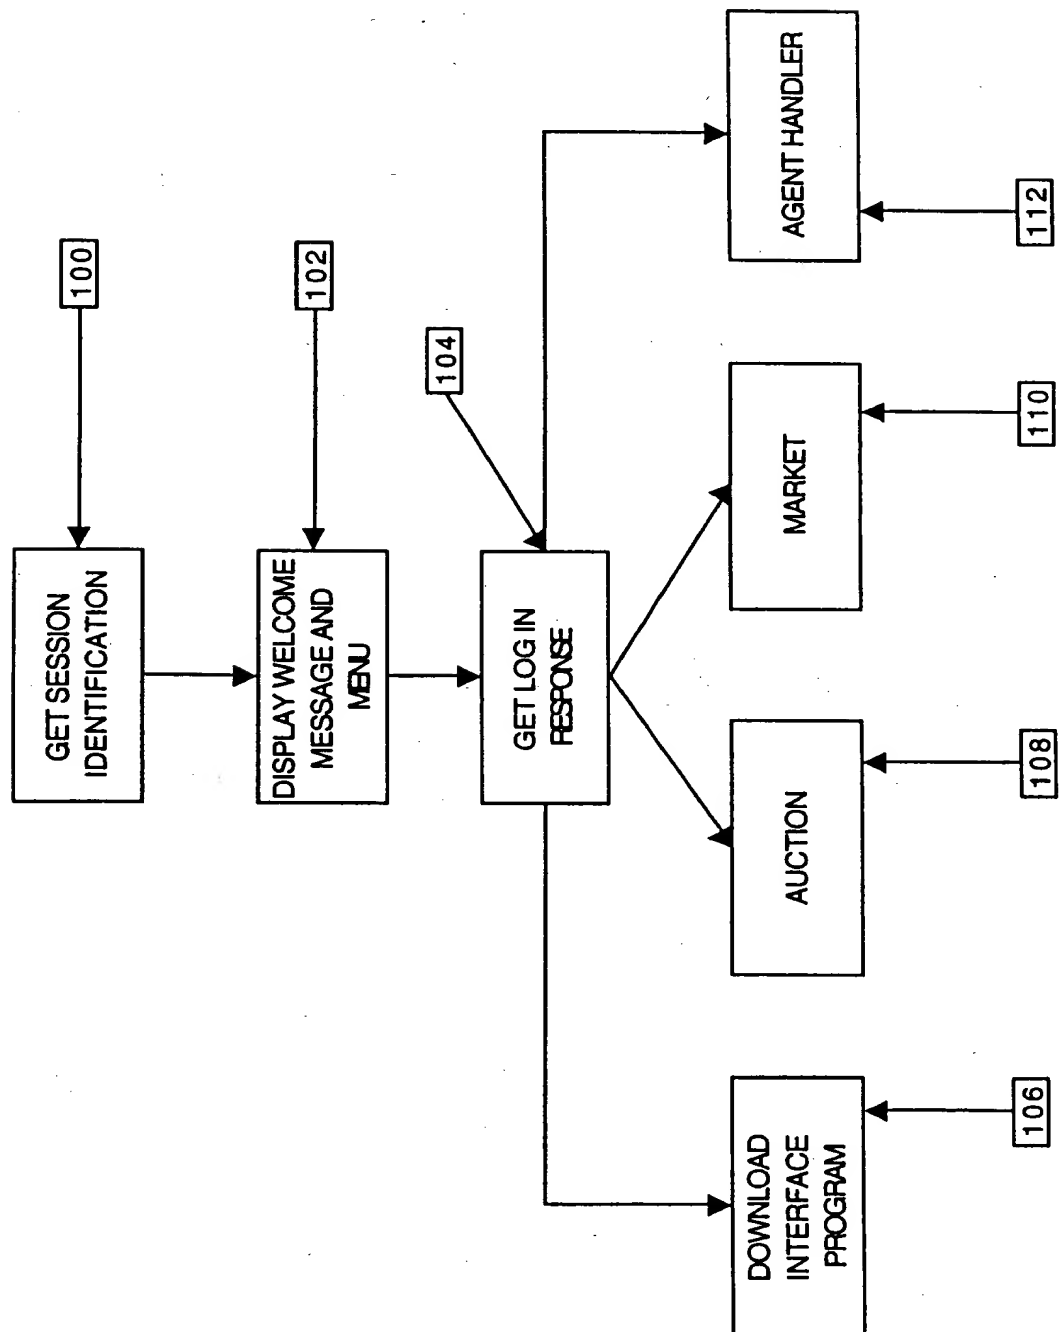 GET SESSION
IDENTIFICATION
100
DISPLAY WELCOME
MESSAGE AND
MENU
102
GET LOG IN
RESPONSE
104
DOWNLOAD
INTERFACE
PROGRAM
106
AUCTION
108
MARKET
110
AGENT HANDLER
112